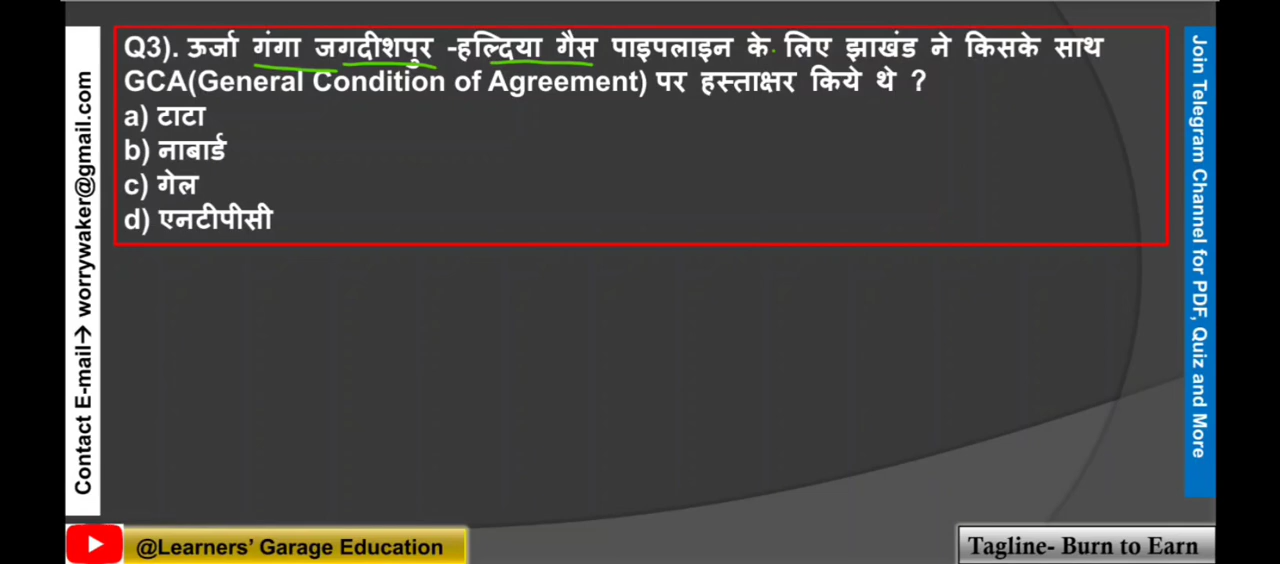 Q3). ऊर्जा गंगा जगदीशपुर -हल्दिया गैस पाइपलाइन के लिए झाखंड ने किसके साथ
GCA(General Condition of Agreement) पर हस्ताक्षर किये थे ?
a) टाटा
b) नाबार्ड
c) गेल
d) एनटीपीसी
Contact E-mail→ worrywaker@gmail.com
Join Telegram Channel for PDF, Quiz and More
@Learners’ Garage Education
Tagline- Burn to Earn